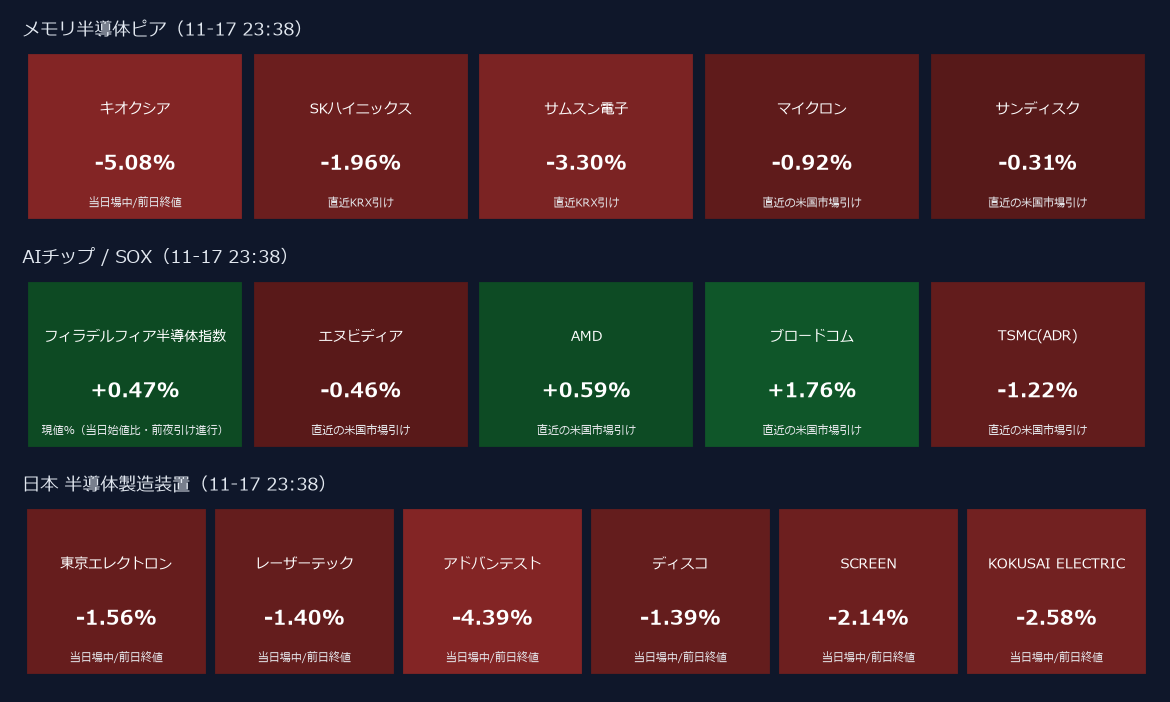 メモリ半導体ピア（11-17 23:38）
キオクシア
-5.08%
当日場中/前日終値
SKハイニックス
-1.96%
直近KRX引け
サムスン電子
-3.30%
直近KRX引け
マイクロン
-0.92%
直近の米国市場引け
サンディスク
-0.31%
直近の米国市場引け
AIチップ / SOX（11-17 23:38）
フィラデルフィア半導体指数
+0.47%
現値%（当日始値比・前夜引け進行）
エヌビディア
-0.46%
直近の米国市場引け
AMD
+0.59%
直近の米国市場引け
ブロードコム
+1.76%
直近の米国市場引け
TSMC(ADR)
-1.22%
直近の米国市場引け
日本 半導体製造装置（11-17 23:38）
東京エレクトロン
-1.56%
当日場中/前日終値
レーザーテック
-1.40%
当日場中/前日終値
アドバンテスト
-4.39%
当日場中/前日終値
ディスコ
-1.39%
当日場中/前日終値
SCREEN
-2.14%
当日場中/前日終値
KOKUSAI ELECTRIC
-2.58%
当日場中/前日終値